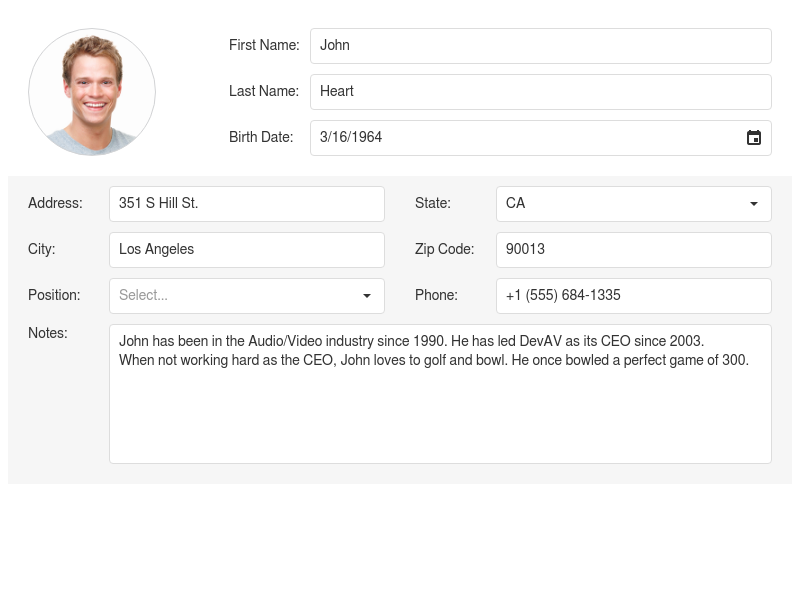 First Name: John
Last Name: Heart
Birth Date: 3/16/1964
Address: 351 S Hill St. State: CA
City: Los Angeles Zip Code: 90013
Position: Select... Phone: +1 (555) 684-1335
Notes: John has been in the Audio/Video industry since 1990. He has led DevAV as its CEO since 2003.
When not working hard as the CEO, John loves to golf and bowl. He once bowled a perfect game of 300.